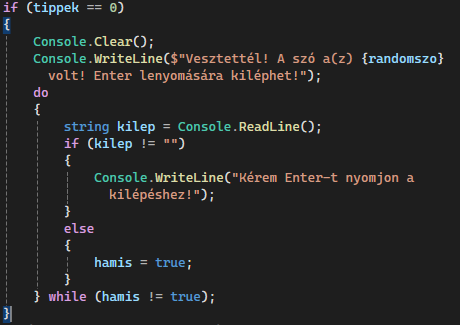 if (tippek == 0)
{
Console.Clear();
Console.WriteLine($"Vesztettél! A szó a(z) {randomszo}
volt! Enter lenyomására kiléphet!");
do
{
string kilep = Console.ReadLine();
if (kilep != "")
{
Console.WriteLine("Kérem Enter-t nyomjon a
kilépéshez!");
}
else
{
hamis = true;
}
} while (hamis != true);
}